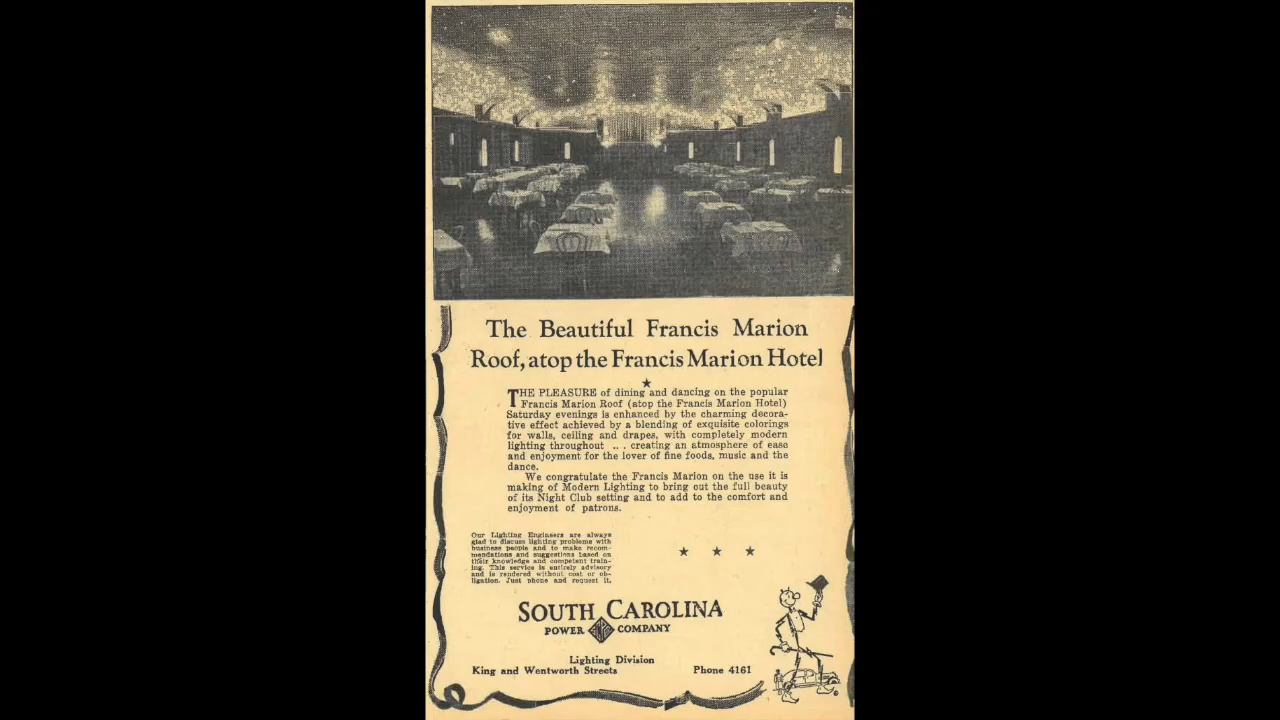 The Beautiful Francis Marion
Roof, atop the Francis Marion Hotel
THE PLEASURE of dining and dancing on the popular
Francis Marion Roof (atop the Francis Marion Hotel)
Saturday evenings is enhanced by the charming decora-
tive effect achieved by a blending of exquisite colorings
for walls, ceiling and drapes, with completely modern
lighting throughout ... creating an atmosphere of ease
and enjoyment for the lover of fine foods, music and the
dance.
We congratulate the Francis Marion on the use it is
making of Modern Lighting to bring out the full beauty
of its Night Club setting and to add to the comfort and
enjoyment of patrons.
Our Lighting Engineers are always
glad to discuss lighting problems with
business people and to make recom-
mendations and suggestions based on
their knowledge and competent train-
ing. This service is entirely advisory
and is rendered without cost or ob-
ligation. Just phone and request it.
SOUTH CAROLINA
POWER COMPANY
Lighting Division
King and Wentworth Streets Phone 4161